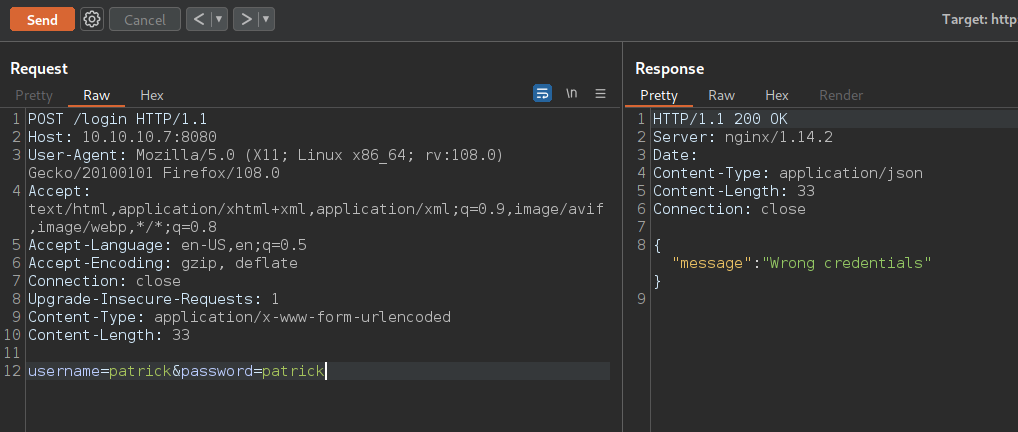 Send Cancel < > Target: http
Request
Pretty Raw Hex \n
1 POST /login HTTP/1.1
2 Host: 10.10.10.7:8080
3 User-Agent: Mozilla/5.0 (X11; Linux x86_64; rv:108.0)
Gecko/20100101 Firefox/108.0
4 Accept:
text/html,application/xhtml+xml,application/xml;q=0.9,image/avif
,image/webp,*/*;q=0.8
5 Accept-Language: en-US,en;q=0.5
6 Accept-Encoding: gzip, deflate
7 Connection: close
8 Upgrade-Insecure-Requests: 1
9 Content-Type: application/x-www-form-urlencoded
10 Content-Length: 33
11
12 username=patrick&password=patrick
Response
Pretty Raw Hex Render
1 HTTP/1.1 200 OK
2 Server: nginx/1.14.2
3 Date:
4 Content-Type: application/json
5 Content-Length: 33
6 Connection: close
7
8 {
"message":"Wrong credentials"
}
9